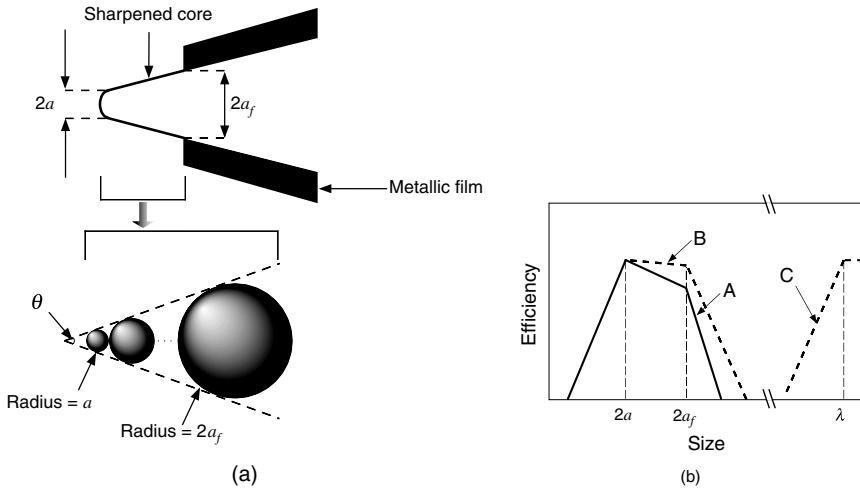 Sharpened core
2a
2a_f
Metallic film
θ
Radius = a
Radius = 2a_f
(a)
Efficiency
B
A
C
2a
2a_f
λ
Size
(b)